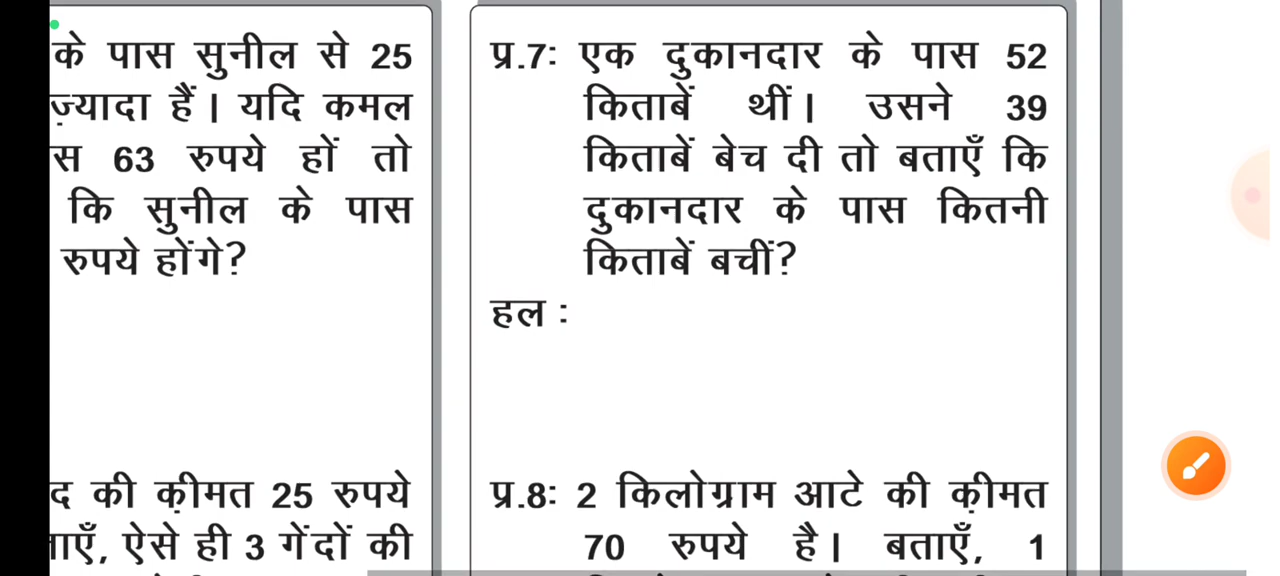 के पास सुनील से 25
ज़्यादा हैं। यदि कमल
स 63 रुपये हों तो
कि सुनील के पास
रुपये होंगे?
द की क़ीमत 25 रुपये
ाएँ, ऐसे ही 3 गेंदों की
प्र.7: एक दुकानदार के पास 52
किताबें थीं। उसने 39
किताबें बेच दी तो बताएँ कि
दुकानदार के पास कितनी
किताबें बचीं?
हल :
प्र.8: 2 किलोग्राम आटे की क़ीमत
70 रुपये है। बताएँ, 1